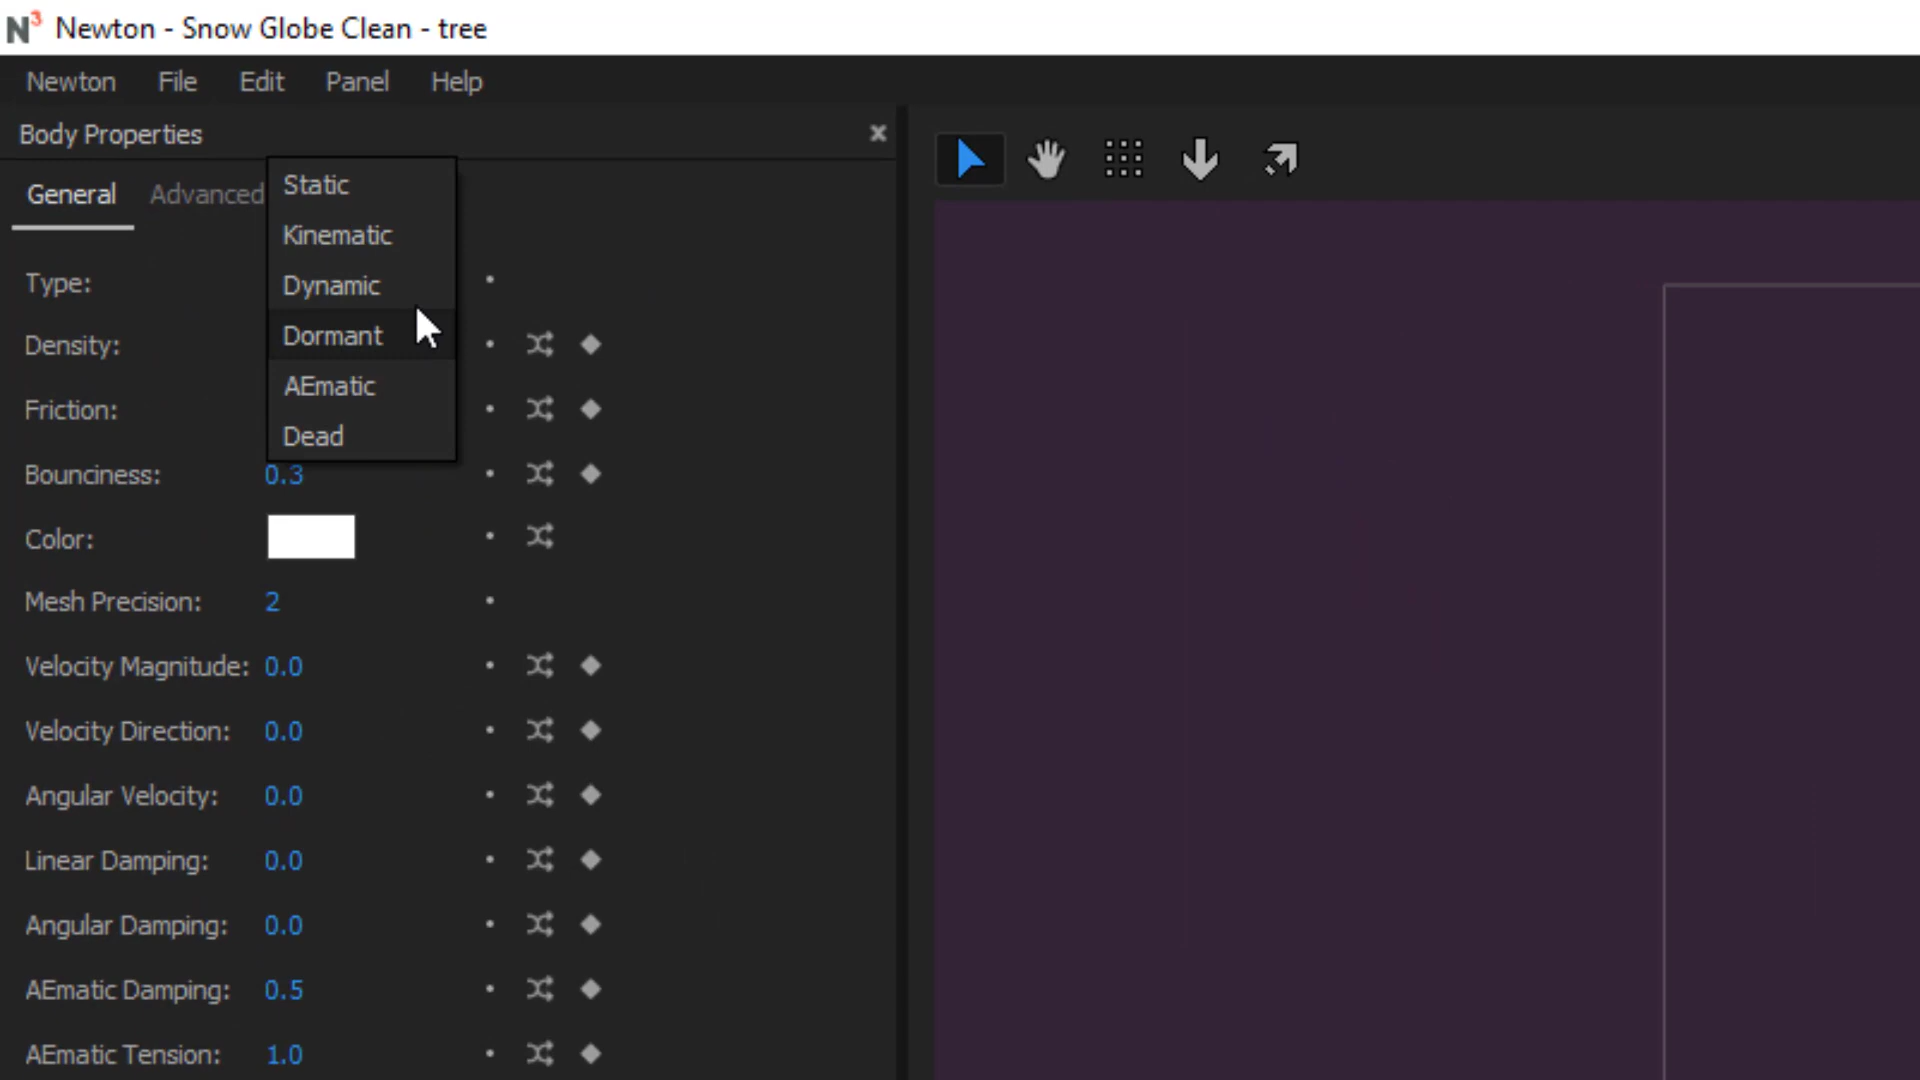 N3 Newton - Snow Globe Clean - tree
Newton File Edit Panel Help
Body Properties
General Advanced
Static
Kinematic
Type:
Dynamic
Dormant
Density:
AEmatic
Friction:
Dead
Bounciness: 0.3
Color:
Mesh Precision: 2
Velocity Magnitude: 0.0
Velocity Direction: 0.0
Angular Velocity: 0.0
Linear Damping: 0.0
Angular Damping: 0.0
AEmatic Damping: 0.5
AEmatic Tension: 1.0